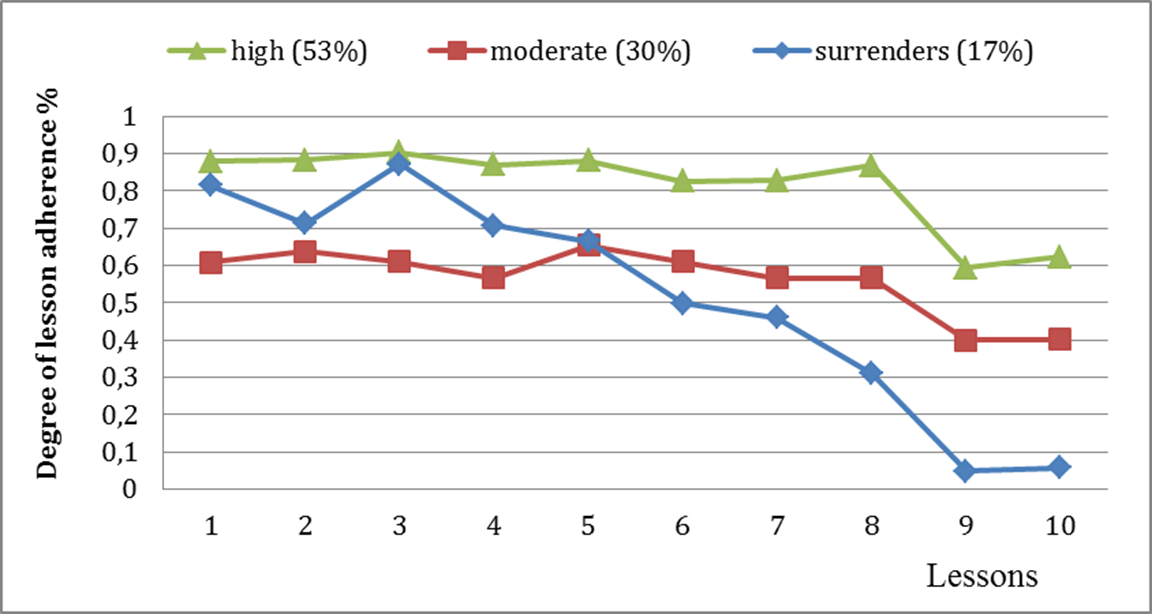 high (53%) moderate (30%) surrenders (17%)
Degree of lesson adherence %
1
0,9
0,8
0,7
0,6
0,5
0,4
0,3
0,2
0,1
0
1 2 3 4 5 6 7 8 9 10
Lessons